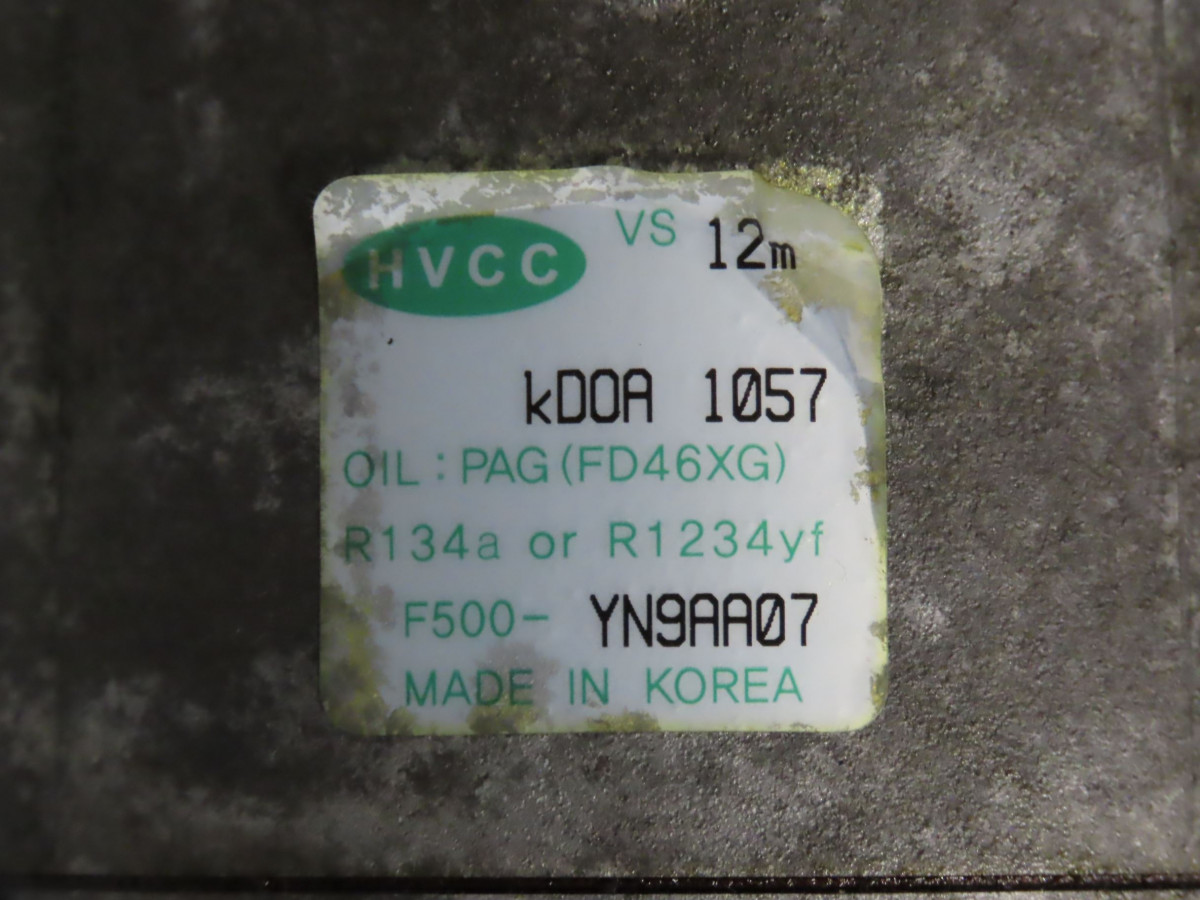 HVCC VS 12m
kDOA 1057
OIL : PAG (FD46XG)
R134a or R1234yf
F500- YN9AA07
MADE IN KOREA